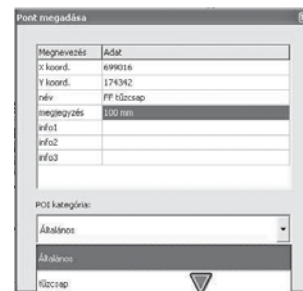 Pont megadása
Megnevezés Adat
X koord. 699016
Y koord. 174342
név FF tűzcsap
megjegyzés 100 mm
info1
info2
info3
POI kategória:
Általános
Általános
tűzcsap